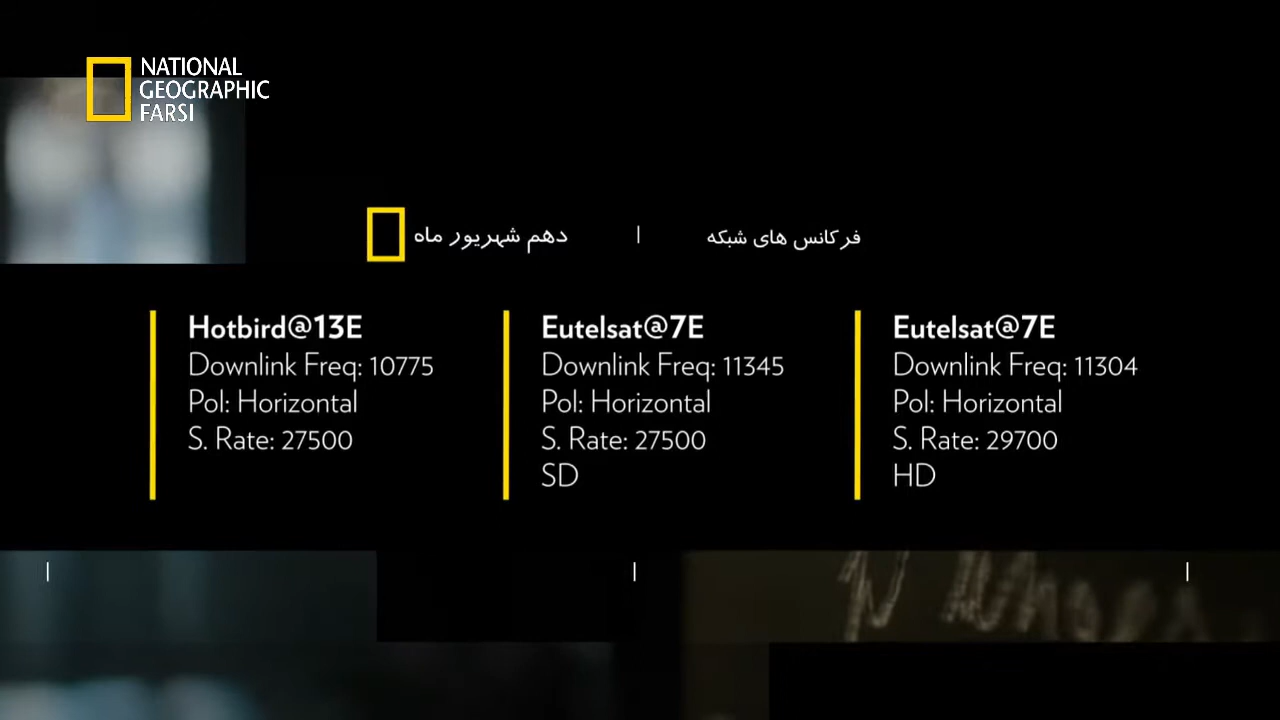 NATIONAL
GEOGRAPHIC
FARSI
فرکانس های شبکه | دهم شهریور ماه
Hotbird@13E
Downlink Freq: 10775
Pol: Horizontal
S. Rate: 27500
Eutelsat@7E
Downlink Freq: 11345
Pol: Horizontal
S. Rate: 27500
SD
Eutelsat@7E
Downlink Freq: 11304
Pol: Horizontal
S. Rate: 29700
HD